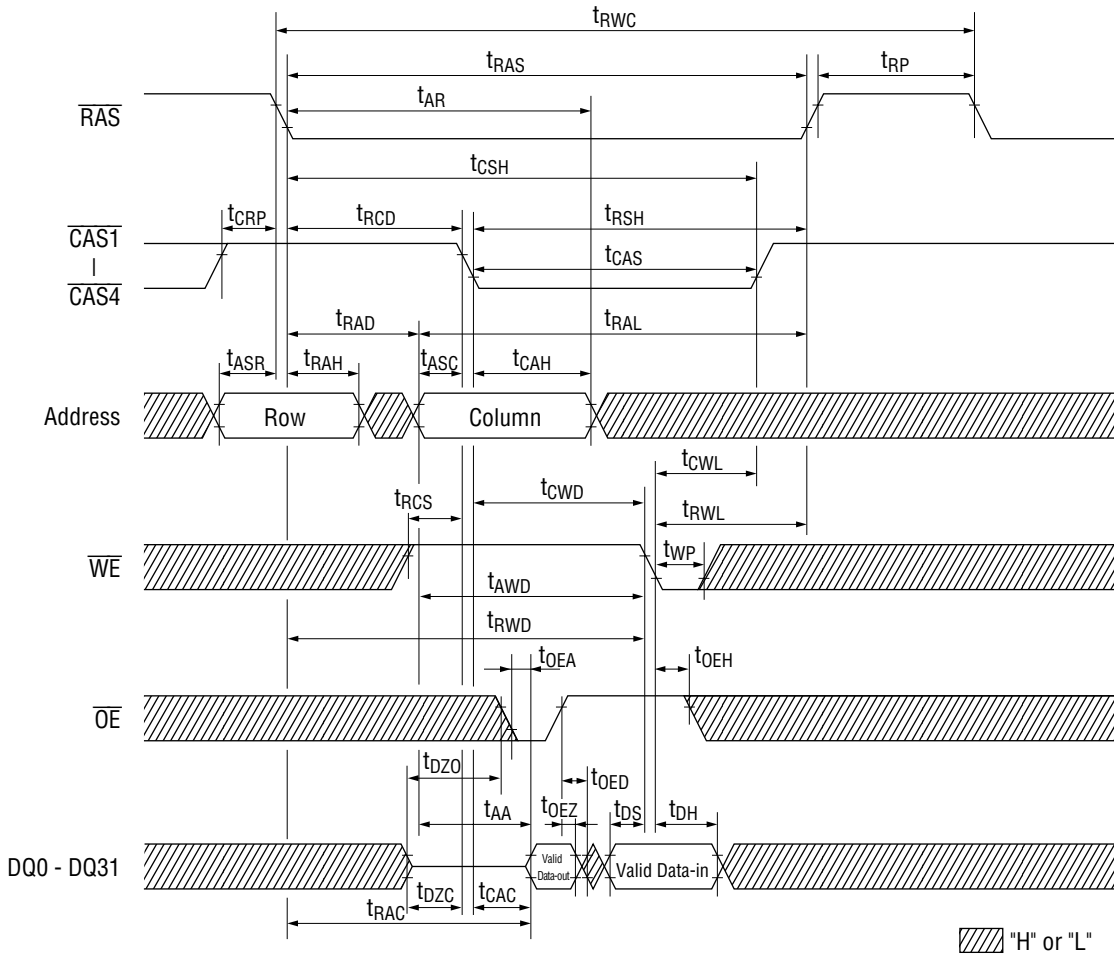 tRWC
tRAS tRP
tAR
RAS
tCSH
tCRP tRCD tRSH
CAS1
tCAS
CAS4
tRAD tRAL
tASR tRAH tASC tCAH
Address Row Column
tCWL
tRCS tCWD
tRWL
tWP
WE
tAWD
tRWD
tOEA tOEH
OE
tDZO tOED
tAA tOEZ tDS tDH
DQ0 - DQ31 Valid Data-out Valid Data-in
tDZC tCAC
tRAC
"H" or "L"